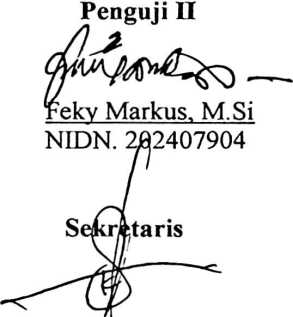 Penguji II
Feky Markus, M.Si
NIDN. 202407904
Sekretaris